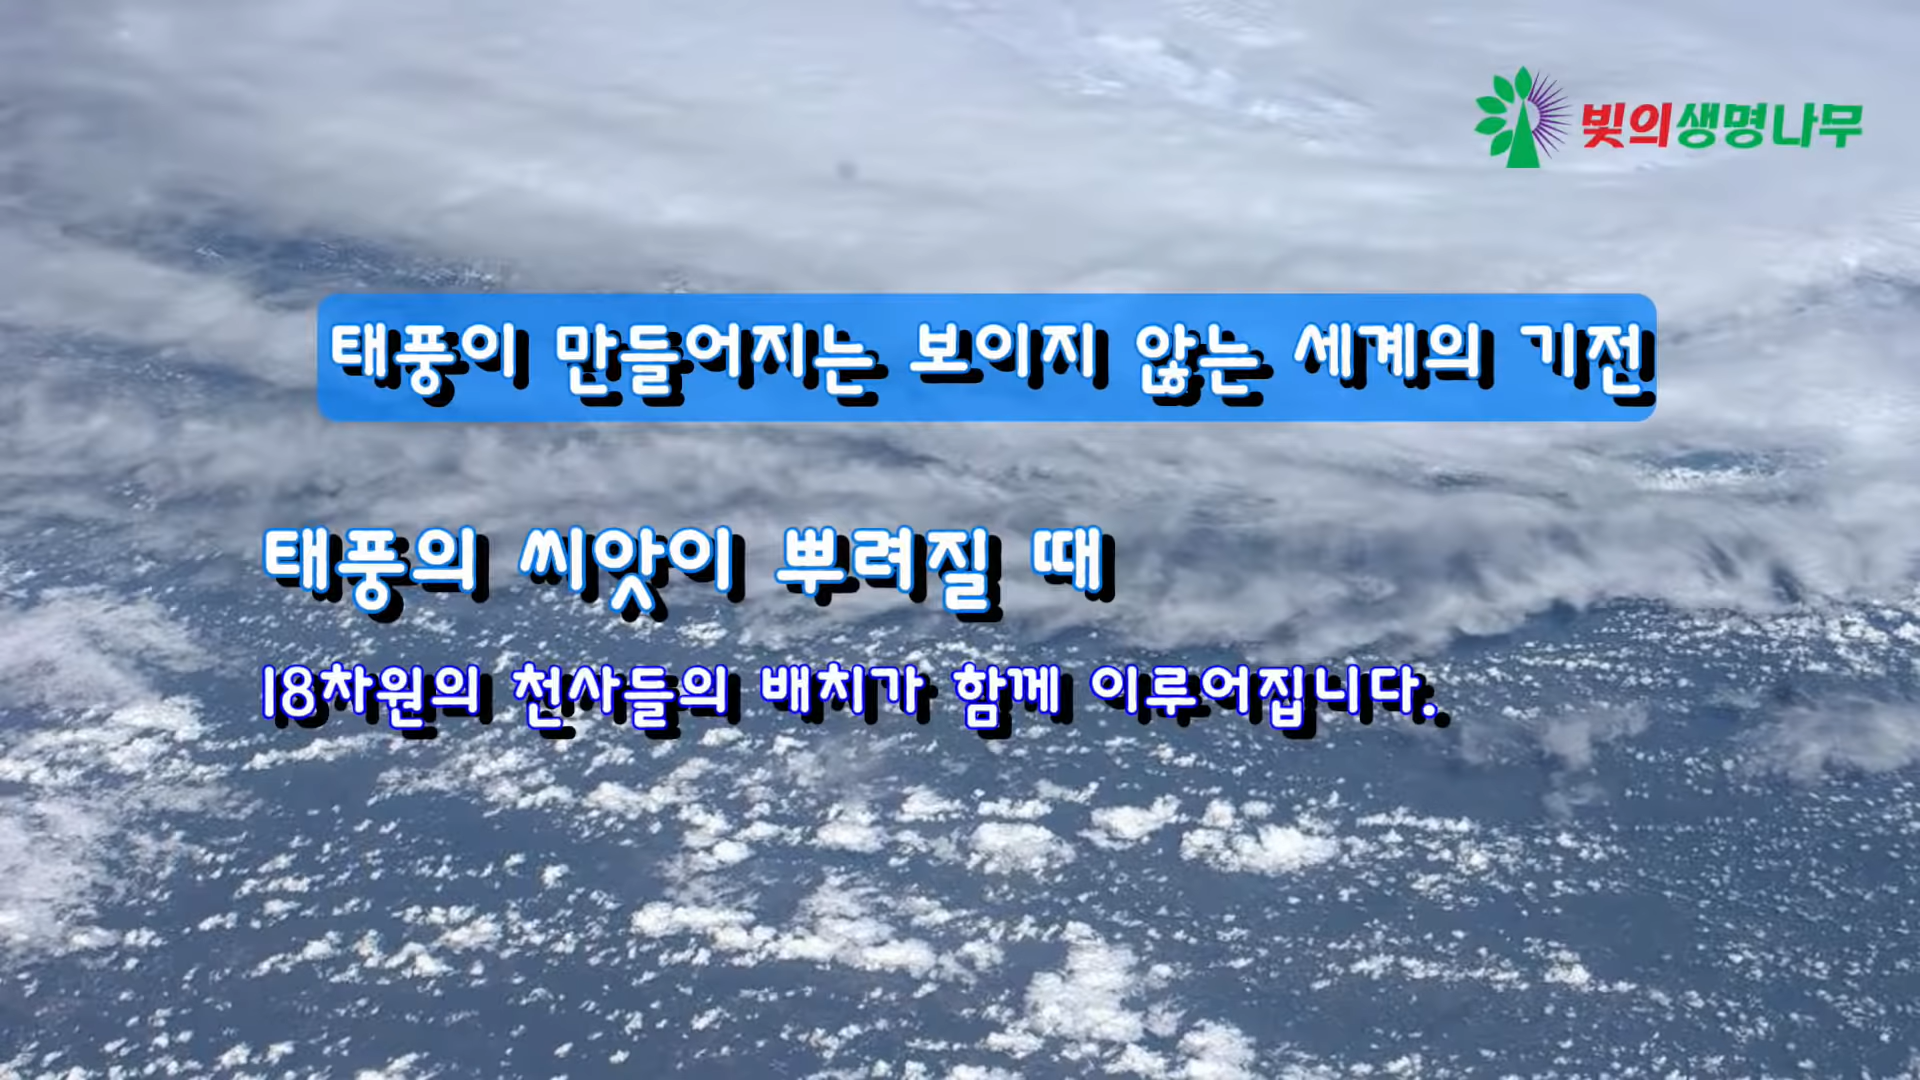 빛의생명나무
태풍이 만들어지는 보이지 않는 세계의 기전
태풍의 씨앗이 뿌려질 때
18차원의 천사들의 배치가 함께 이루어집니다.